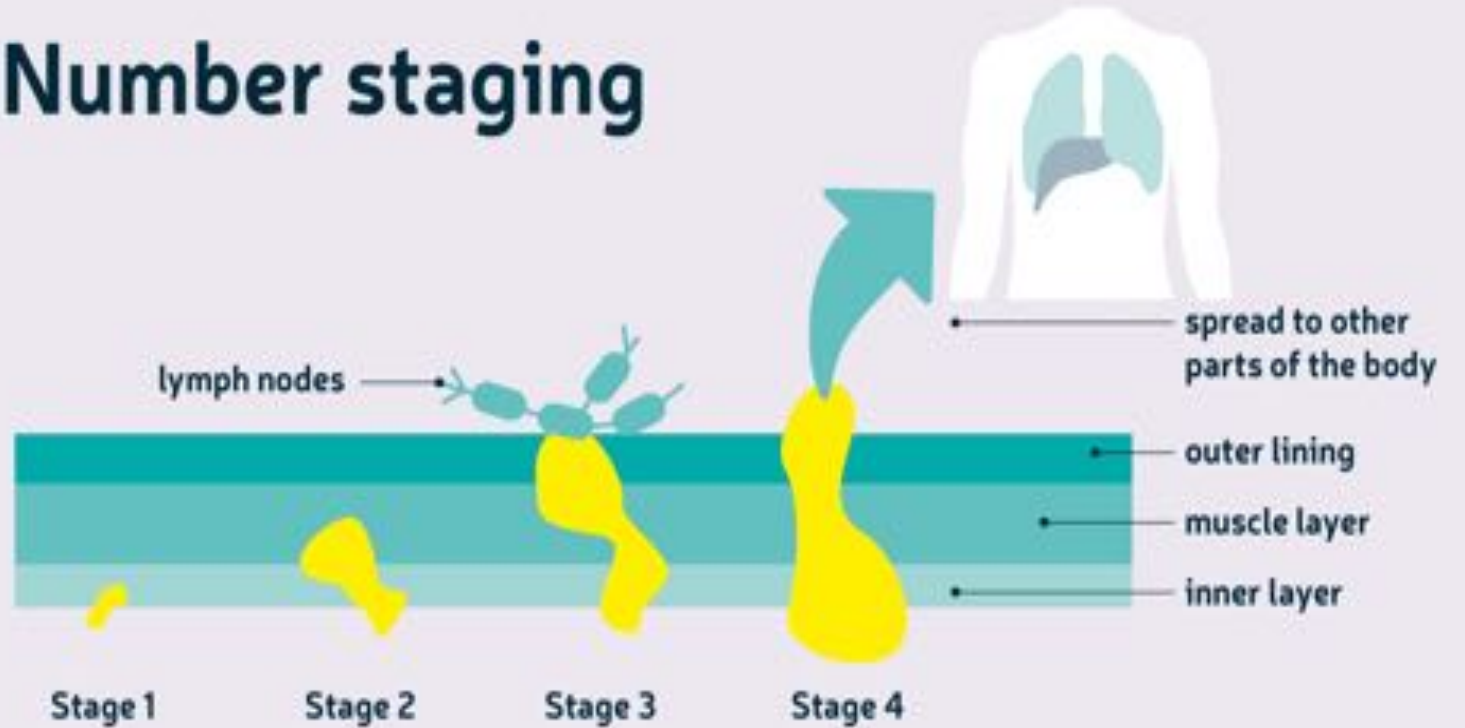 Number staging
spread to other
parts of the body
lymph nodes
outer lining
muscle layer
inner layer
Stage 1
Stage 2
Stage 3
Stage 4